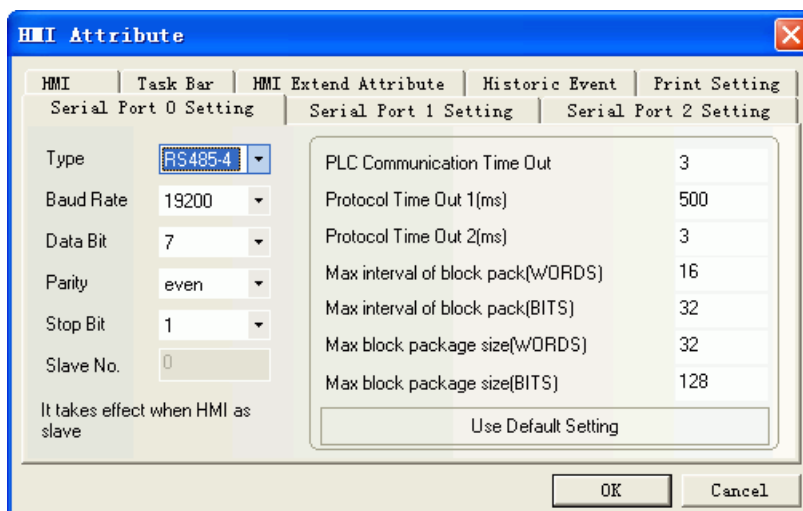 HMI Attribute
HMI Task Bar HMI Extend Attribute Historic Event Print Setting
Serial Port 0 Setting Serial Port 1 Setting Serial Port 2 Setting
Type RS485-4
Baud Rate 19200
Data Bit 7
Parity even
Stop Bit 1
Slave No. 0
It takes effect when HMI as
slave
PLC Communication Time Out 3
Protocol Time Out 1(ms) 500
Protocol Time Out 2(ms) 3
Max interval of block pack(WORDS) 16
Max interval of block pack(BITS) 32
Max block package size(WORDS) 32
Max block package size(BITS) 128
Use Default Setting
OK Cancel